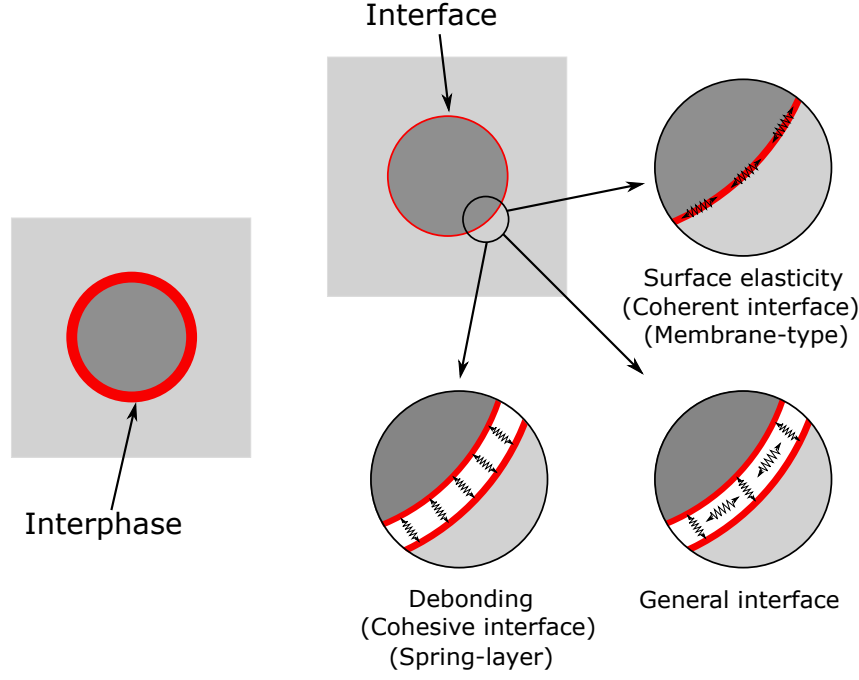 Interface
Surface elasticity
(Coherent interface)
(Membrane-type)
Interphase
Debonding
(Cohesive interface)
(Spring-layer)
General interface